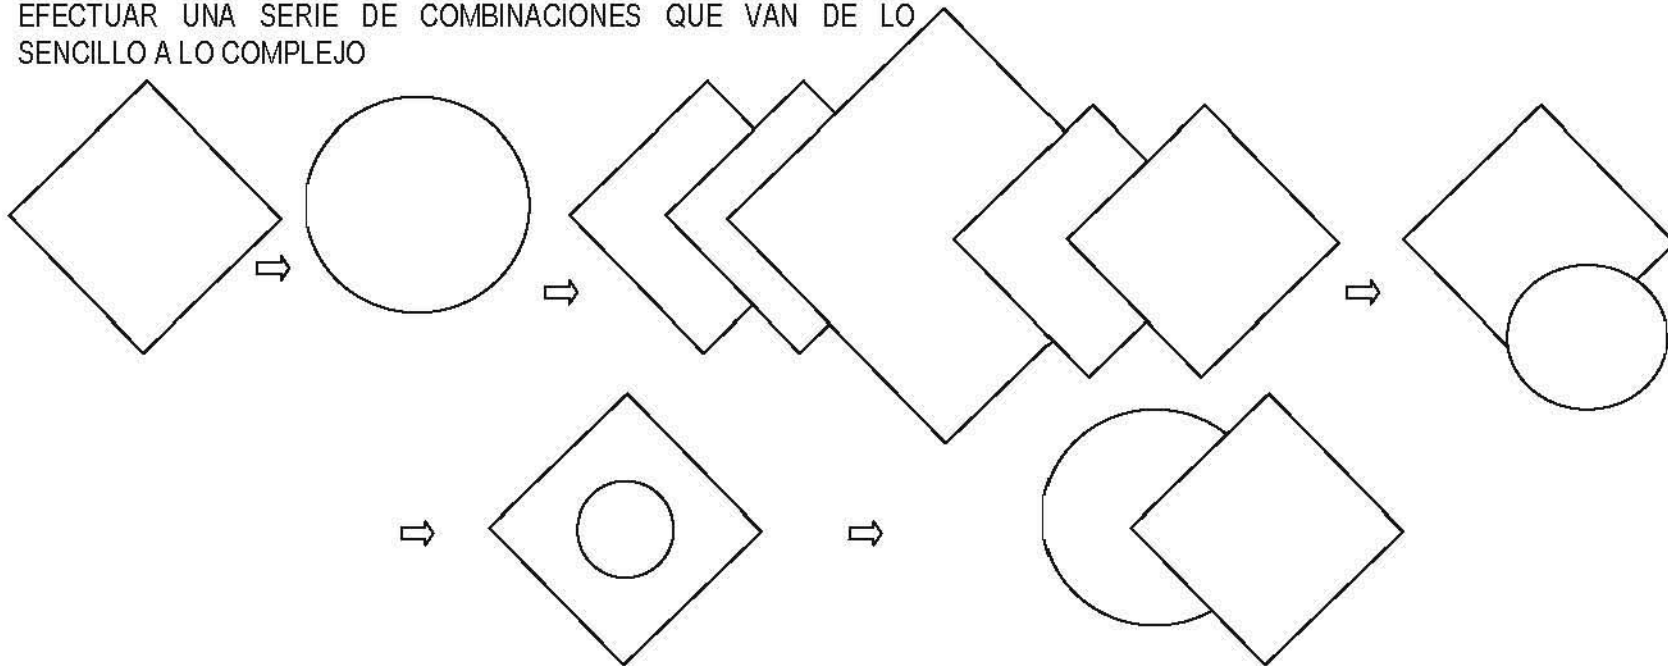 EFECTUAR UNA SERIE DE COMBINACIONES QUE VAN DE LO
SENCILLO A LO COMPLEJO